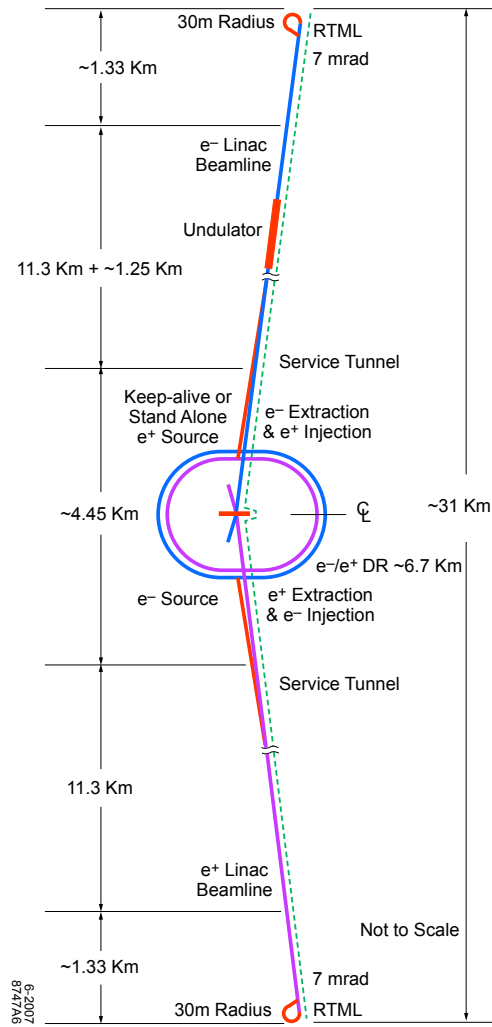 30m Radius
RTML
7 mrad
~1.33 Km
e– Linac
Beamline
Undulator
11.3 Km + ~1.25 Km
Service Tunnel
Keep-alive or
Stand Alone
e+ Source
e– Extraction
& e+ Injection
~4.45 Km
℄
~31 Km
e–/e+ DR ~6.7 Km
e– Source
e+ Extraction
& e– Injection
Service Tunnel
11.3 Km
e+ Linac
Beamline
Not to Scale
~1.33 Km
7 mrad
30m Radius
RTML
6-2007
8747A6